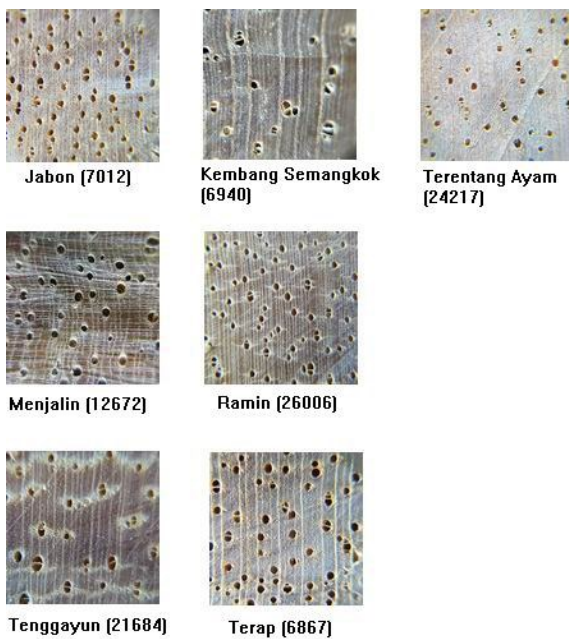 Jabon (7012)
Kembang Semangkok
(6940)
Terentang Ayam
(24217)
Menjalin (12672)
Ramin (26006)
Tenggayun (21684)
Terap (6867)